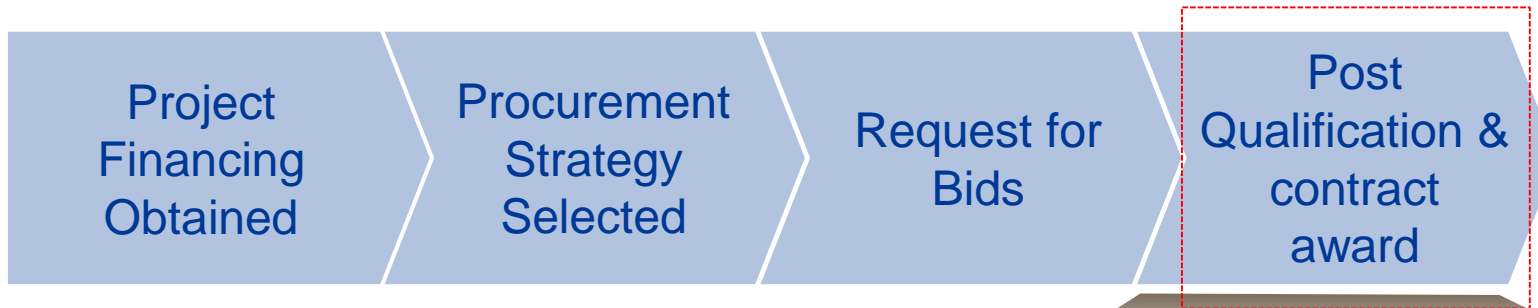 Project
Financing
Obtained
Procurement
Strategy
Selected
Request for
Bids
Post
Qualification &
contract
award